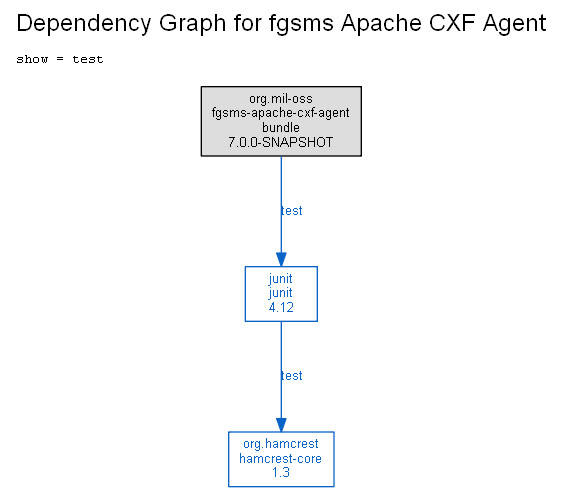 Dependency Graph for fgsms Apache CXF Agent
show = test
org.mil-oss
fgsms-apache-cxf-agent
bundle
7.0.0-SNAPSHOT
test
junit
junit
4.12
test
org.hamcrest
hamcrest-core
1.3